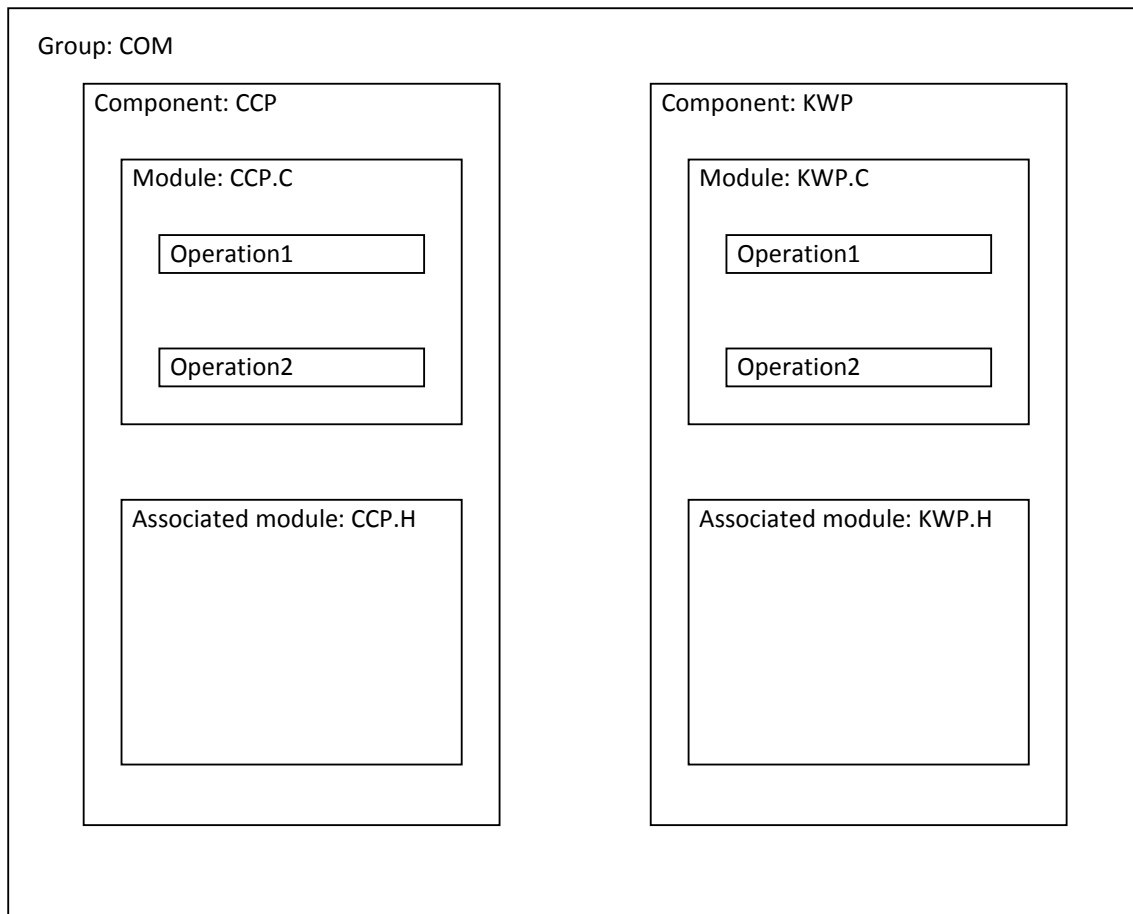 Group: COM
Component: CCP
Module: CCP.C
Operation1
Operation2
Associated module: CCP.H
Component: KWP
Module: KWP.C
Operation1
Operation2
Associated module: KWP.H